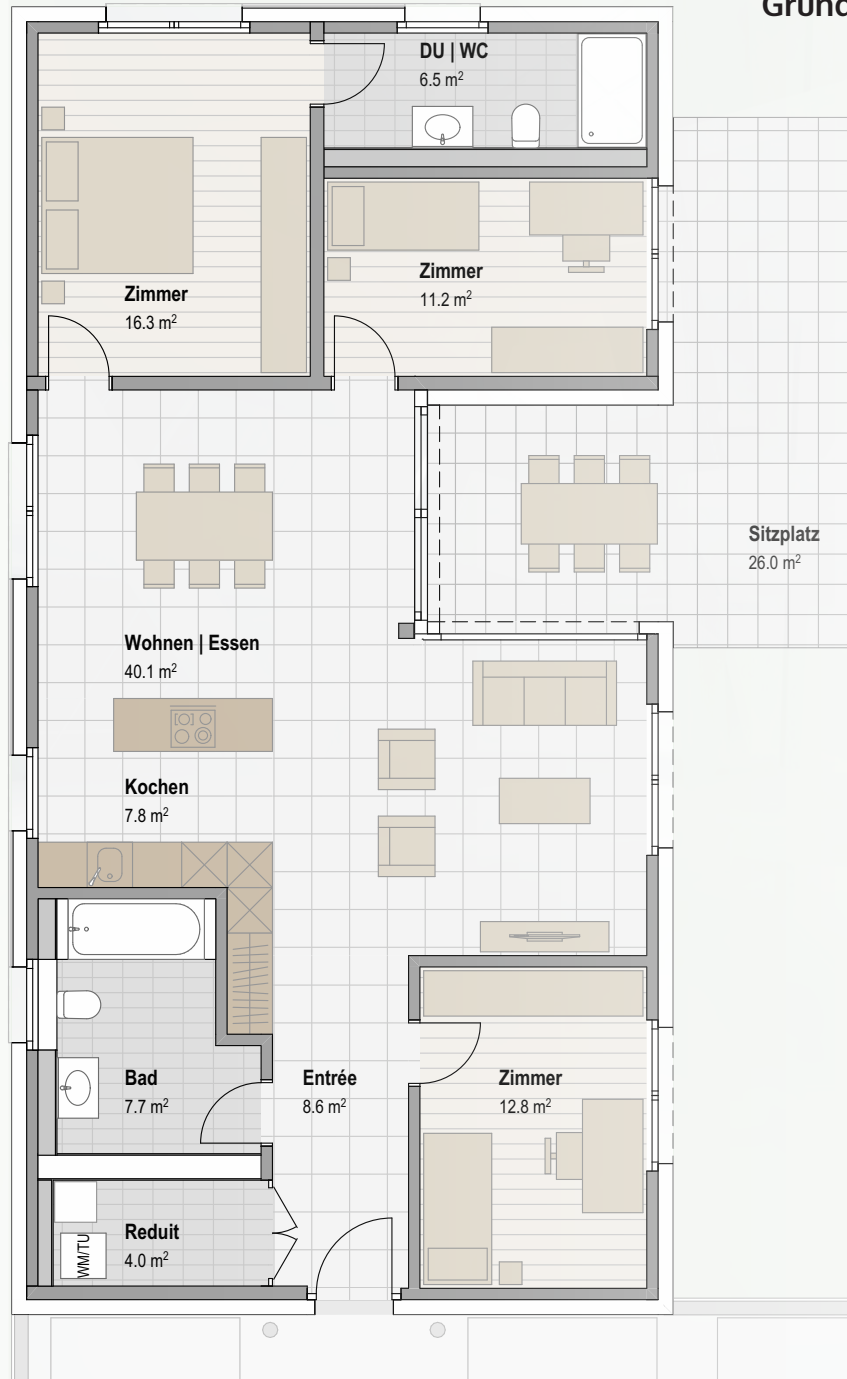 Grund
DU | WC
6.5 m²
Zimmer
11.2 m²
Zimmer
16.3 m²
Sitzplatz
26.0 m²
Wohnen | Essen
40.1 m²
Kochen
7.8 m²
Bad
7.7 m²
Entrée
8.6 m²
Zimmer
12.8 m²
Reduit
4.0 m²
WM/TU